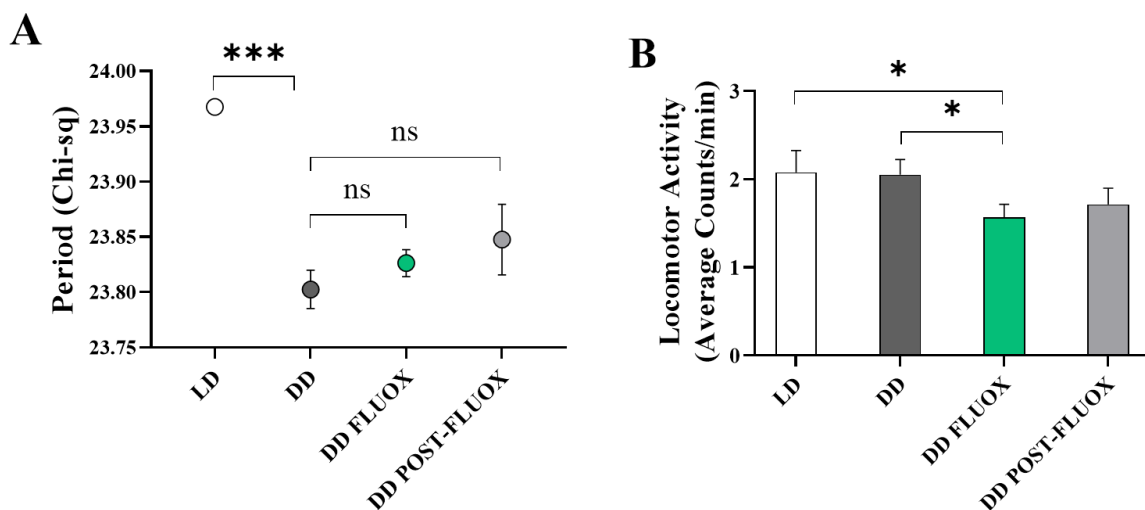 A
***
24.00
23.95
23.90
23.85
23.80
23.75
Period (Chi-sq)
ns
ns
LD
DD
DD FLUOX
DD POST-FLUOX
B
*
*
3
2
1
0
Locomotor Activity
(Average Counts/min)
LD
DD
DD FLUOX
DD POST-FLUOX